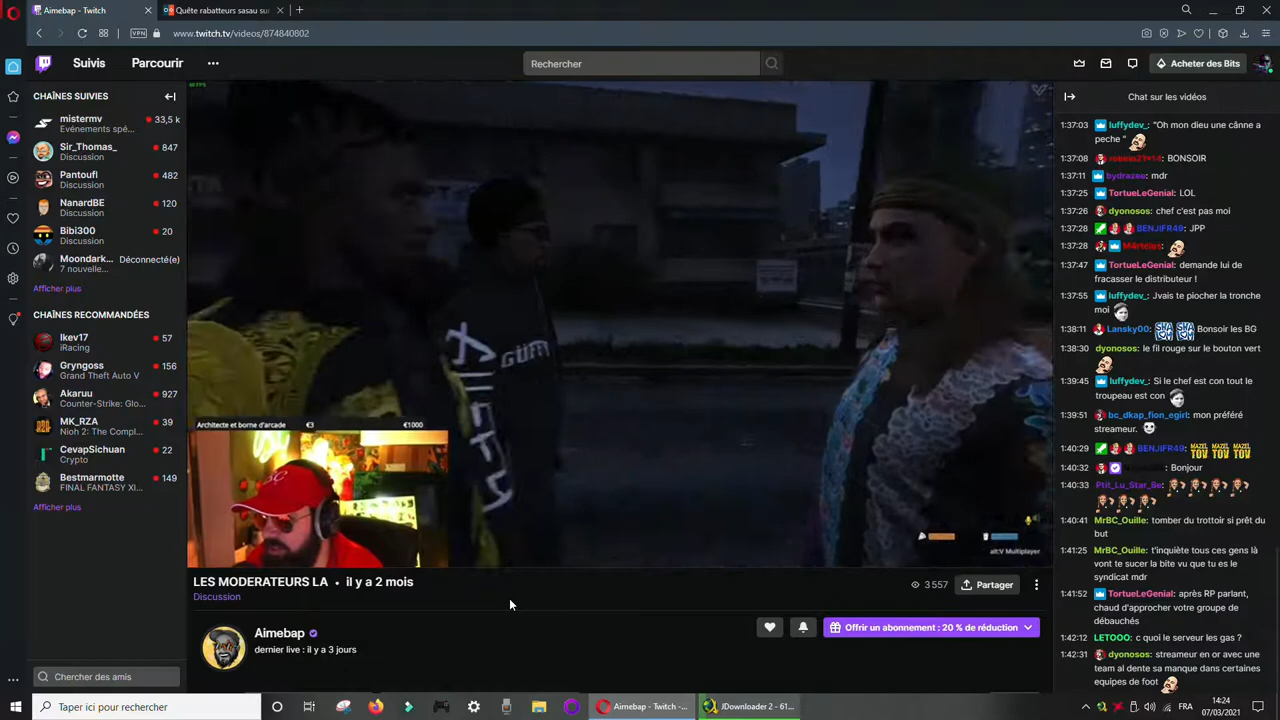 Aimebap - Twitch
Quête rabatteurs sasau su
VPN
www.twitch.tv/videos/874840802
Suivis
Parcourir
Rechercher
Acheter des Bits
CHAÎNES SUIVIES
mistermv
33,5 k
Evénements spé...
Sir_Thomas_
847
Discussion
Pantoufl
482
Discussion
NanardBE
120
Discussion
Bibi300
20
Discussion
Moondark...
Déconnecté(e)
7 nouvelle...
Afficher plus
CHAÎNES RECOMMANDÉES
Ikev17
57
iRacing
Gryngoss
156
Grand Theft Auto V
Akaruu
927
Counter-Strike: Glo...
MK_RZA
39
Nioh 2: The Compl...
CevapSichuan
22
Crypto
Bestmarmotte
149
FINAL FANTASY XI...
Afficher plus
Chercher des amis
GÜFFI
Architecte et borne d'arcade
€3
€1000
alt:V Multiplayer
LES MODERATEURS LA • il y a 2 mois
Discussion
3 557
Partager
Aimebap
dernier live : il y a 3 jours
Offrir un abonnement : 20 % de réduction
Chat sur les vidéos
1:37:03 luffydev_: "Oh mon dieu une cânne a
peche "
1:37:08 BONSOIR
1:37:11 bydrazee: mdr
1:37:25 TortueLeGenial: LOL
1:37:26 dyonosos: chef c'est pas moi
1:37:28 BENJIFR49: JPP
1:37:28
1:37:47 TortueLeGenial: demande lui de
fracasser le distributeur !
1:37:55 luffydev_: Jvais te piocher la tronche
moi
1:38:11 Lansky00: Bonsoir les BG
1:38:30 dyonosos: le fil rouge sur le bouton vert
1:39:45 luffydev_: Si le chef est con tout le
troupeau est con
1:39:51 bc_dkap_fion_egirl: mon préféré
streameur.
1:40:29 BENJIFR49: MAZEL TOV MAZEL TOV MAZEL TOV
1:40:32 Bonjour
1:40:33 Ptit_Lu_Star_Be:
1:40:41 MrBC_Ouille: tomber du trottoir si prêt du
but
1:41:25 MrBC_Ouille: t'inquiète tous ces gens là
vont te sucer la bite vu que tu es le
syndicat mdr
1:41:52 TortueLeGenial: après RP parlant,
chaud d'approcher votre groupe de
débauchés
1:42:12 LETOOO: c quoi le serveur les gas ?
1:42:31 dyonosos: streameur en or avec une
team al dente sa manque dans certaines
equipes de foot
Taper ici pour rechercher
Aimebap - Twitch -...
JDownloader 2 - 61...
FRA
14:24
07/03/2021